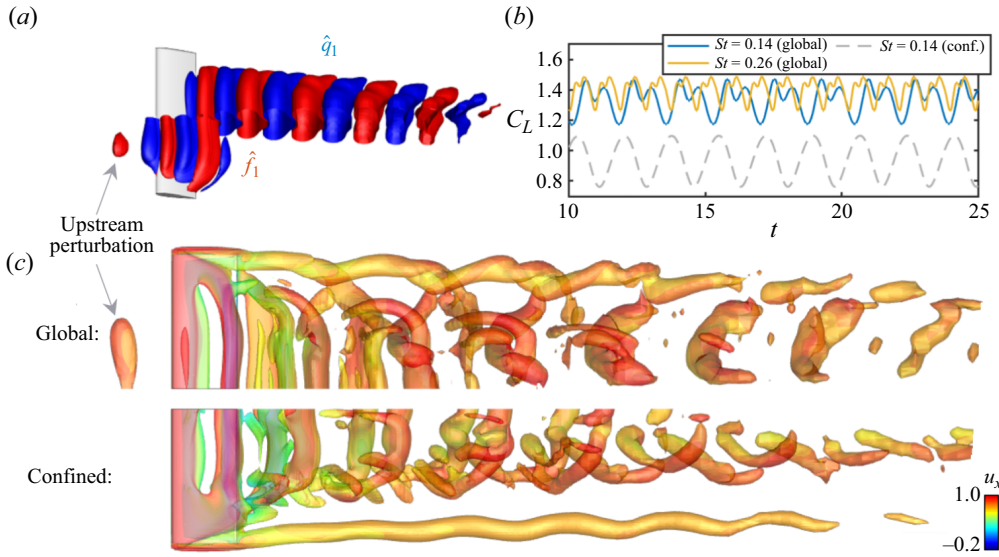 (a)
q̂₁
f̂₁
Upstream
perturbation
(b)
St = 0.14 (global)
St = 0.14 (conf.)
St = 0.26 (global)
1.6
1.4
1.2
1.0
0.8
C_L
10
15
20
25
t
(c)
Global:
Confined:
u_x
1.0
–0.2